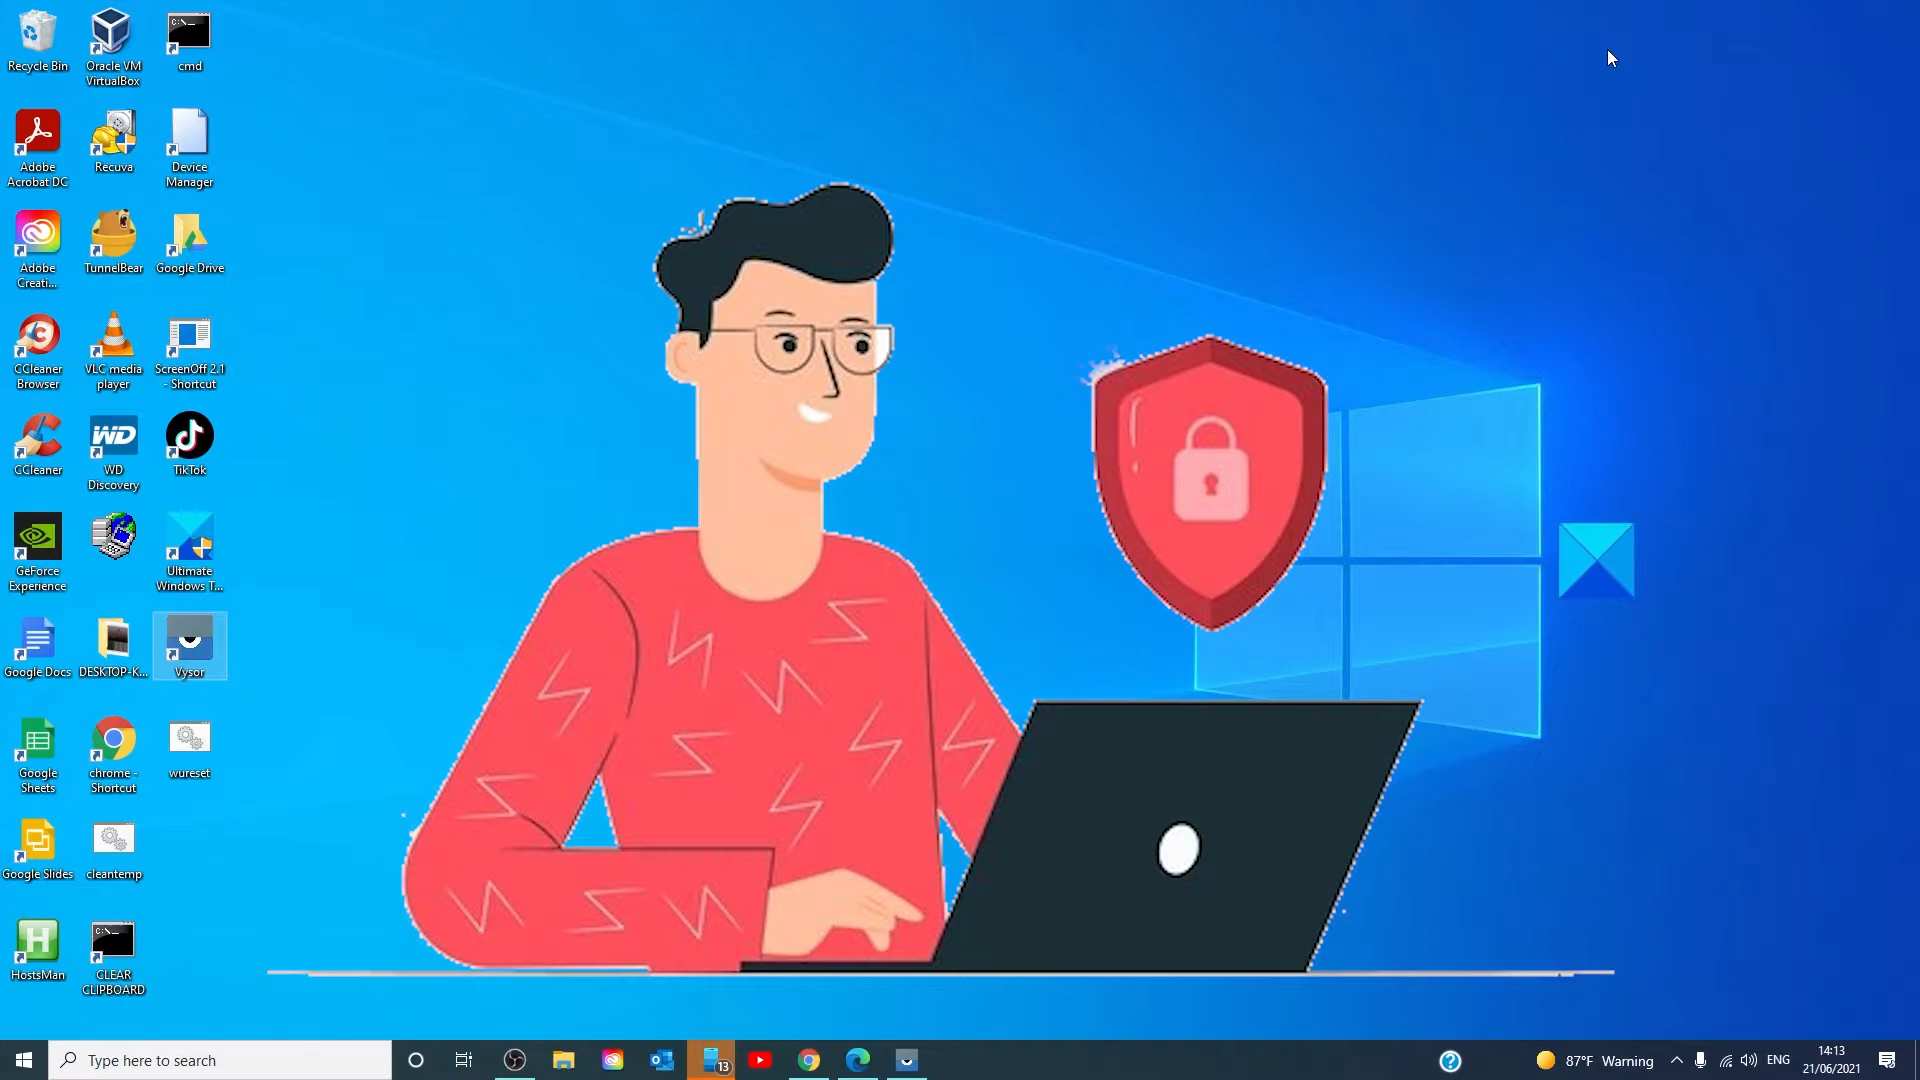 Recycle Bin
Oracle VM
VirtualBox
cmd
C:\_
Adobe
Acrobat DC
Recuva
Device
Manager
Adobe
Creati...
TunnelBear
Google Drive
CCleaner
Browser
VLC media
player
ScreenOff 2.1
- Shortcut
CCleaner
WD
WD
Discovery
TikTok
GeForce
Experience
Ultimate
Windows T...
Google Docs
DESKTOP-K...
Vysor
Google
Sheets
chrome -
Shortcut
wureset
Google Slides
cleantemp
H
HostsMan
C:\_
CLEAR
CLIPBOARD
Type here to search
13
87°F Warning
ENG
14:13
21/06/2021